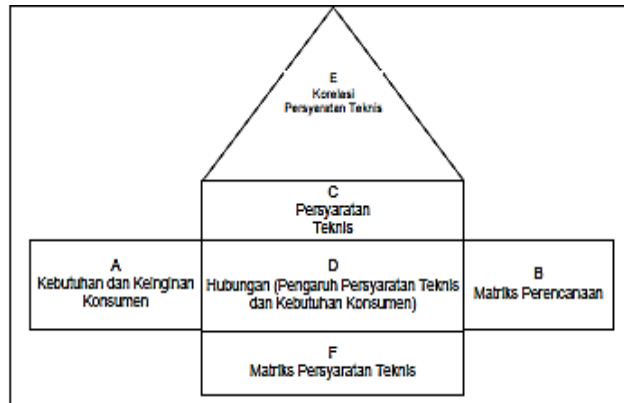 E
Korelasi
Persyaratan Teknis
C
Persyaratan
Teknis
A
Kebutuhan dan Keinginan
Konsumen
D
Hubungan (Pengaruh Persyaratan Teknis
dan Kebutuhan Konsumen)
B
Matriks Perencanaan
F
Matriks Persyaratan Teknis